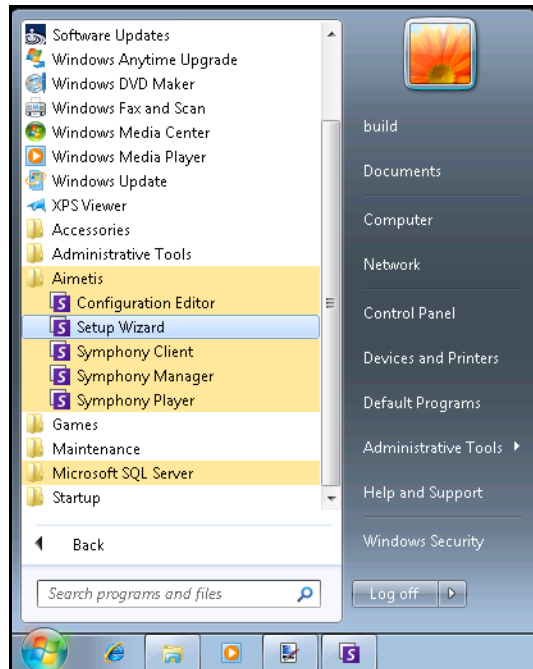 Software Updates
Windows Anytime Upgrade
Windows DVD Maker
Windows Fax and Scan
Windows Media Center
Windows Media Player
Windows Update
XPS Viewer
Accessories
Administrative Tools
Aimetis
Configuration Editor
Setup Wizard
Symphony Client
Symphony Manager
Symphony Player
Games
Maintenance
Microsoft SQL Server
Startup
Back
Search programs and files
build
Documents
Computer
Network
Control Panel
Devices and Printers
Default Programs
Administrative Tools
Help and Support
Windows Security
Log off